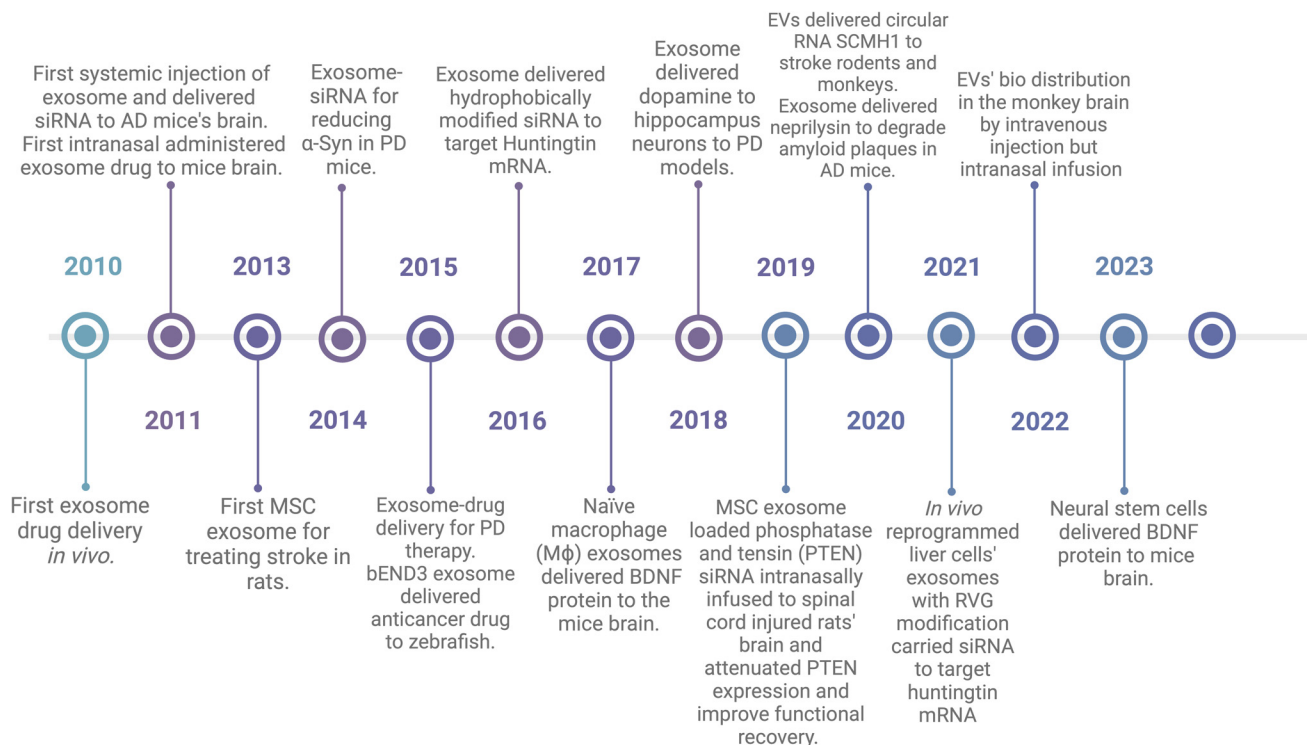 First systemic injection of
exosome and delivered
siRNA to AD mice's brain.
First intranasal administered
exosome drug to mice brain.
Exosome-
siRNA for
reducing
α-Syn in PD
mice.
Exosome delivered
hydrophobically
modified siRNA to
target Huntingtin
mRNA.
Exosome
delivered
dopamine to
hippocampus
neurons to PD
models.
EVs delivered circular
RNA SCMH1 to
stroke rodents and
monkeys.
Exosome delivered
neprilysin to degrade
amyloid plaques in
AD mice.
EVs' bio distribution
in the monkey brain
by intravenous
injection but
intranasal infusion
2010
2013
2015
2017
2019
2021
2023
2011
2014
2016
2018
2020
2022
First exosome
drug delivery
in vivo.
First MSC
exosome for
treating stroke in
rats.
Exosome-drug
delivery for PD
therapy.
bEND3 exosome
delivered
anticancer drug
to zebrafish.
Naïve
macrophage
(Mϕ) exosomes
delivered BDNF
protein to the
mice brain.
MSC exosome
loaded phosphatase
and tensin (PTEN)
siRNA intranasally
infused to spinal
cord injured rats'
brain and
attenuated PTEN
expression and
improve functional
recovery.
In vivo
reprogrammed
liver cells'
exosomes
with RVG
modification
carried siRNA
to target
huntingtin
mRNA
Neural stem cells
delivered BDNF
protein to mice
brain.